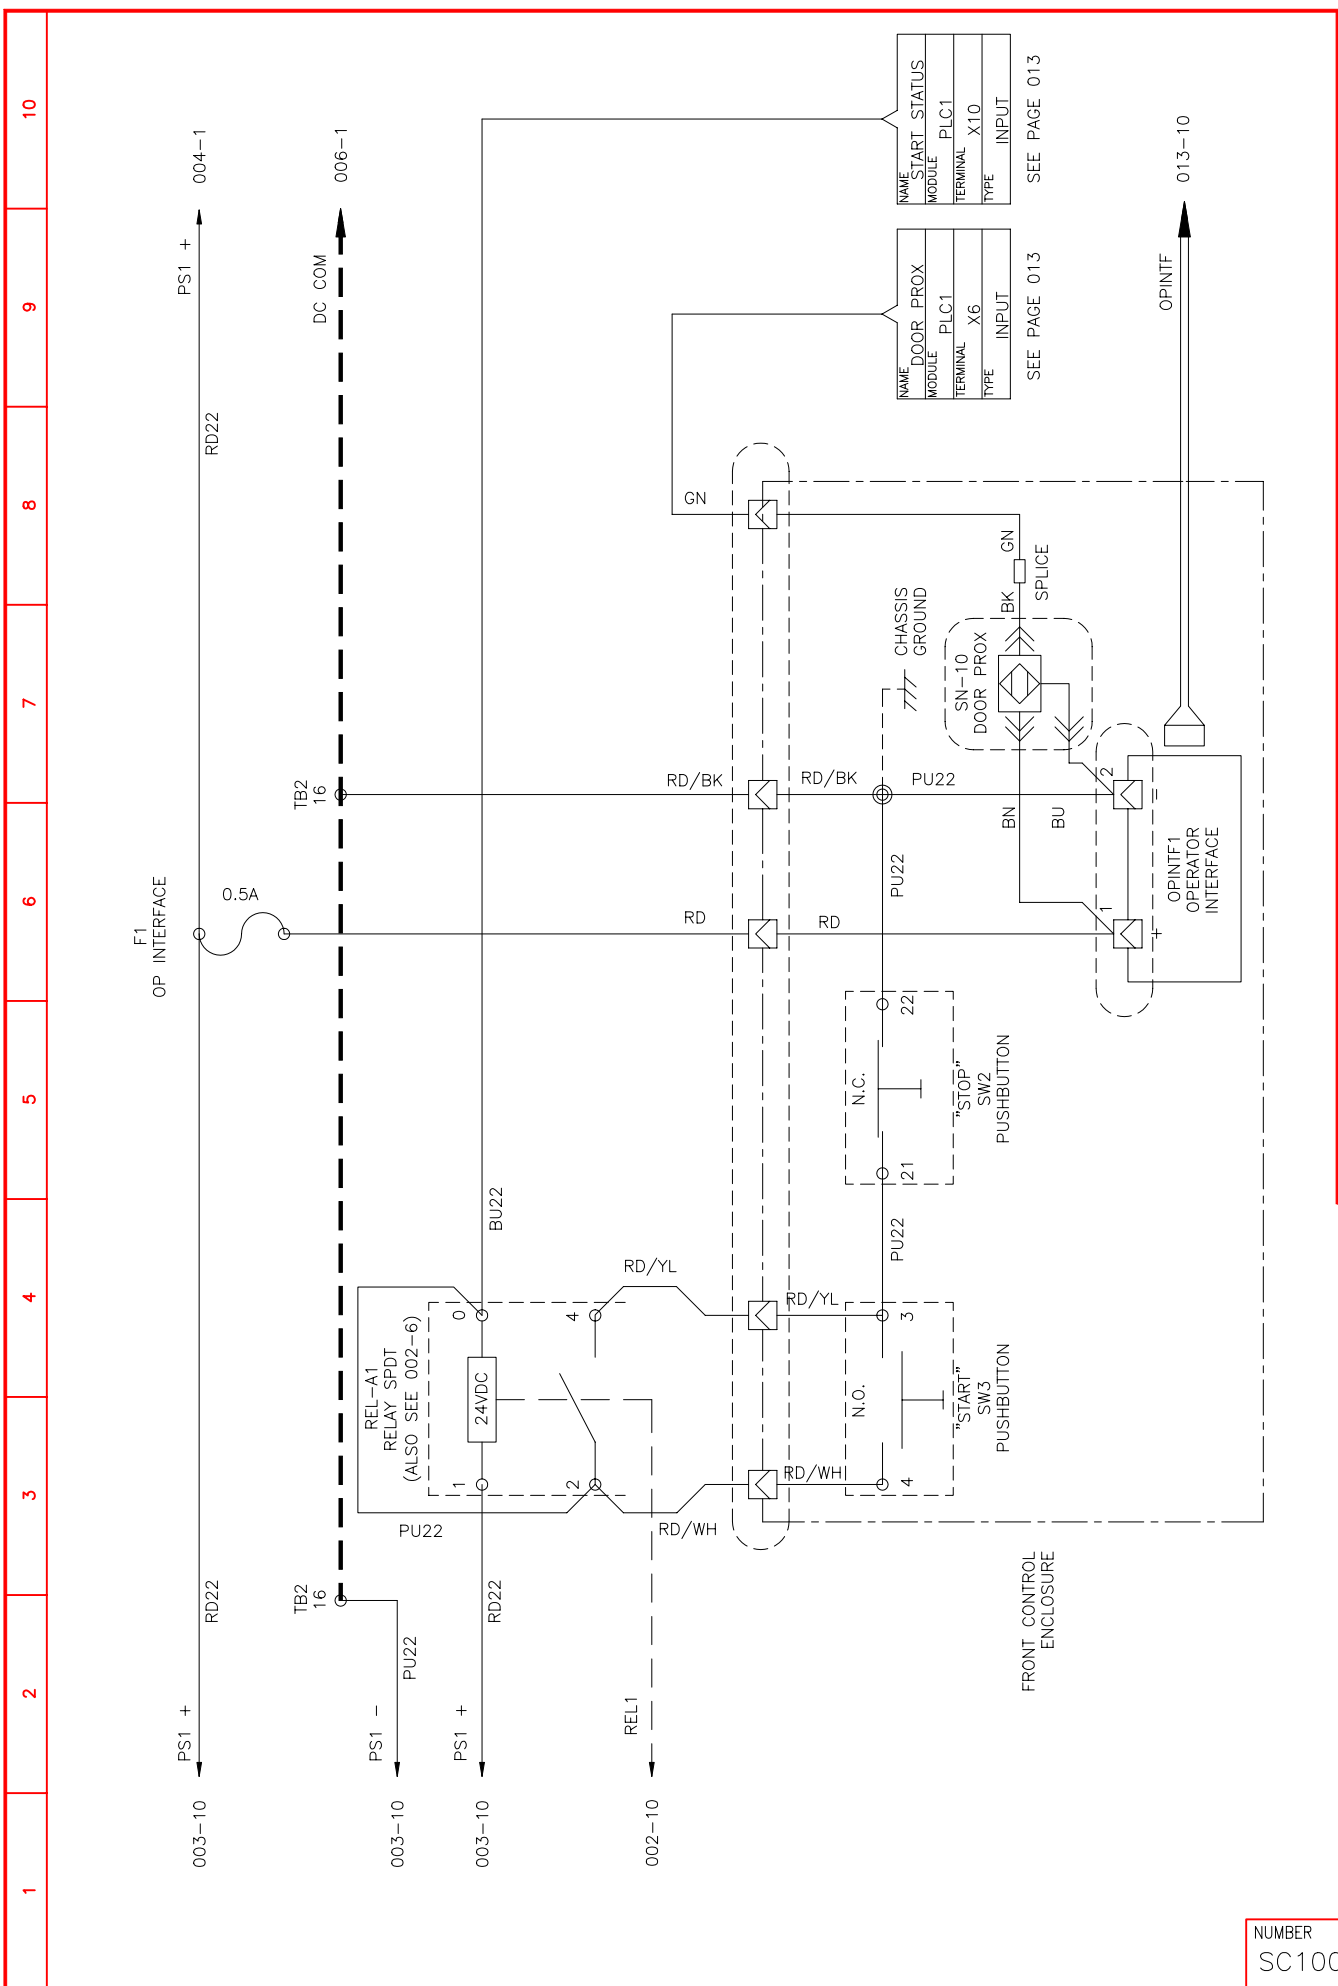 10
9
8
7
6
5
4
3
2
1
003-10
PS1 +
RD22
F1
OP INTERFACE
0.5A
RD22
PS1 +
004-1
TB2
16
TB2
16
DC COM
006-1
003-10
PS1 -
PU22
REL-A1
RELAY SPDT
(ALSO SEE 002-6)
PU22
003-10
PS1 +
RD22
1
24VDC
0
BU22
2
4
RD/YL
RD/WH
002-10
REL1
RD/BK
RD
GN
RD/WH
RD/YL
RD
RD/BK
4
N.O.
3
"START"
SW3
PUSHBUTTON
PU22
21
N.C.
22
"STOP"
SW2
PUSHBUTTON
PU22
PU22
CHASSIS
GROUND
SN-10
DOOR PROX
BK
GN
SPLICE
BN
BU
1
2
+
-
OPINTF1
OPERATOR
INTERFACE
OPINTF
013-10
FRONT CONTROL
ENCLOSURE
NAME
DOOR PROX
MODULE
PLC1
TERMINAL
X6
TYPE
INPUT
SEE PAGE 013
NAME
START STATUS
MODULE
PLC1
TERMINAL
X10
TYPE
INPUT
SEE PAGE 013
NUMBER